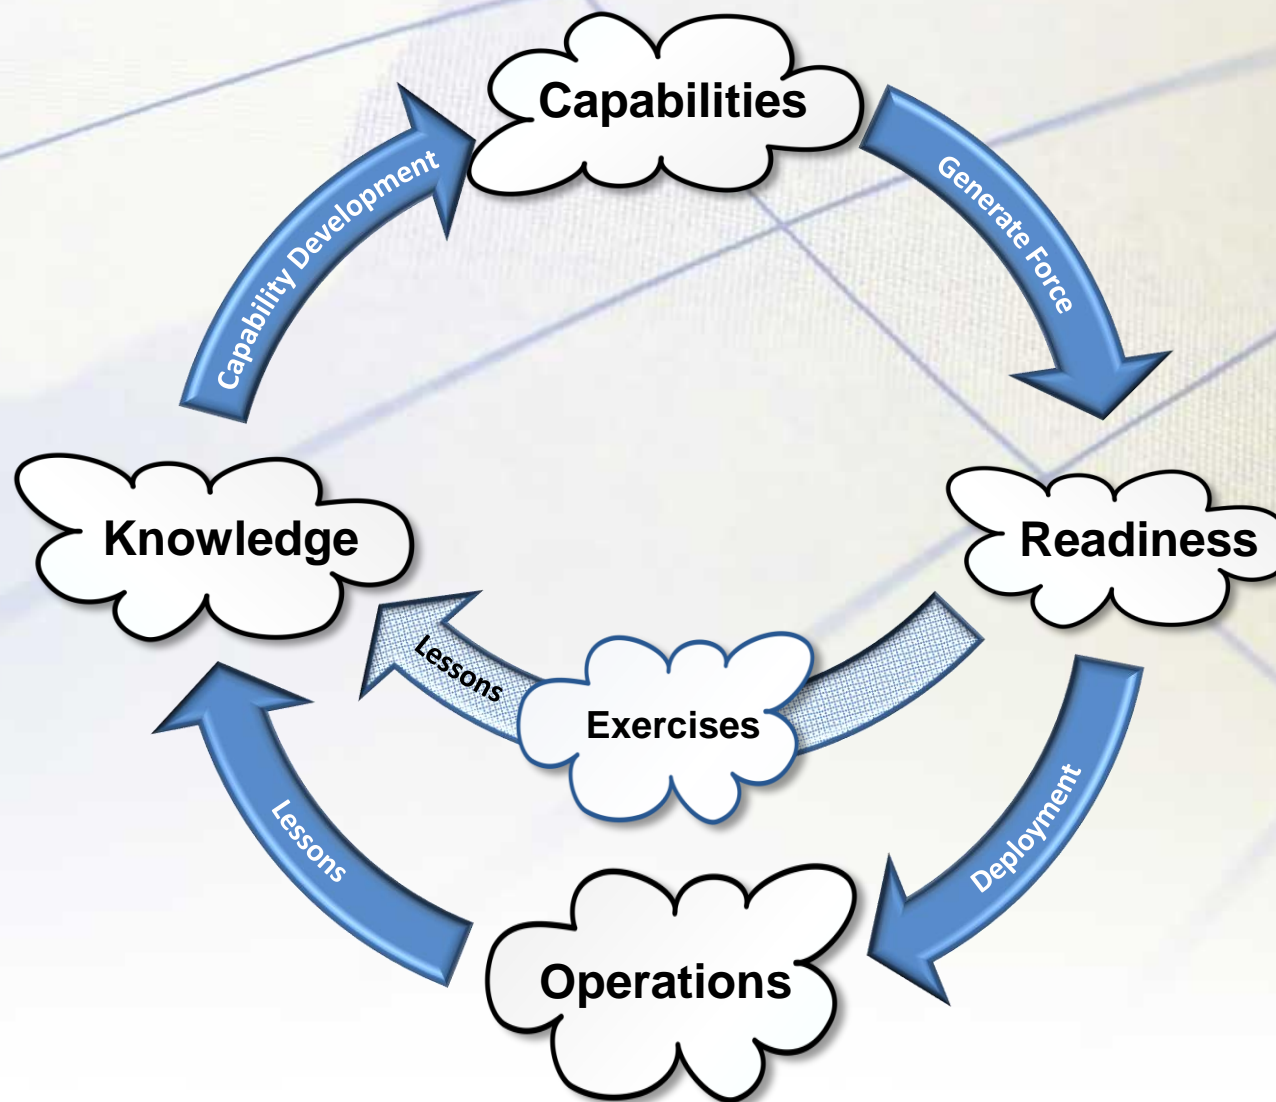 Capabilities
Capability Development
Generate Force
Knowledge
Readiness
Lessons
Exercises
Deployment
Lessons
Operations